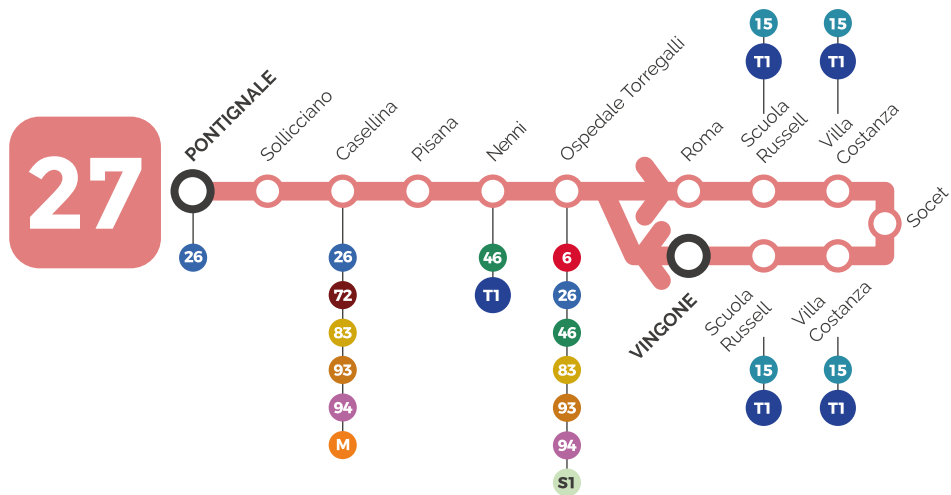 27
PONTIGNALE
26
Sollicciano
Casellina
26
72
83
93
94
M
Pisana
Nenni
46
T1
Ospedale Torregalli
6
26
46
83
93
94
S1
Roma
15
T1
Scuola
Russell
15
T1
Villa
Costanza
Socet
VINGONE
Scuola
Russell
15
T1
Villa
Costanza
15
T1